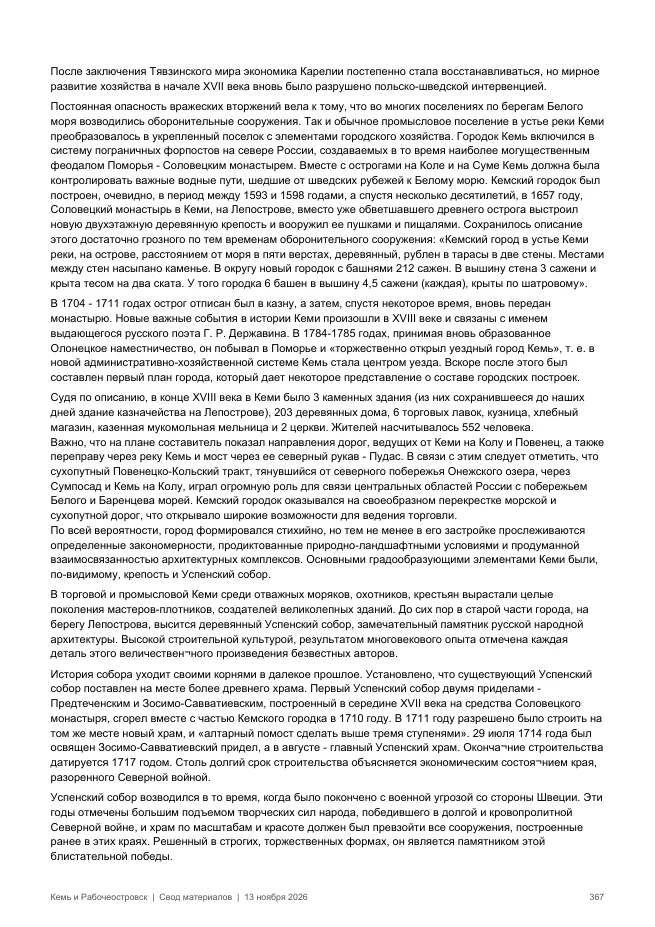 После заключения Тявзинского мира экономика Карелии постепенно стала восстанавливаться, но мирное
развитие хозяйства в начале XVII века вновь было разрушено польско-шведской интервенцией.
Постоянная опасность вражеских вторжений вела к тому, что во многих поселениях по берегам Белого
моря возводились оборонительные сооружения. Так и обычное промысловое поселение в устье реки Кеми
преобразовалось в укрепленный поселок с элементами городского хозяйства. Городок Кемь включился в
систему пограничных форпостов на севере России, создаваемых в то время наиболее могущественным
феодалом Поморья - Соловецким монастырем. Вместе с острогами на Коле и на Суме Кемь должна была
контролировать важные водные пути, шедшие от шведских рубежей к Белому морю. Кемский городок был
построен, очевидно, в период между 1593 и 1598 годами, а спустя несколько десятилетий, в 1657 году,
Соловецкий монастырь в Кеми, на Лепострове, вместо уже обветшавшего древнего острога выстроил
новую двухэтажную деревянную крепость и вооружил ее пушками и пищалями. Сохранилось описание
этого достаточно грозного по тем временам оборонительного сооружения: «Кемский город в устье Кеми
реки, на острове, расстоянием от моря в пяти верстах, деревянный, рублен в тарасы в две стены. Местами
между стен насыпано каменье. В округу новый городок с башнями 212 сажен. В вышину стена 3 сажени и
крыта тесом на два ската. У того городка 6 башен в вышину 4,5 сажени (каждая), крыты по шатровому».
В 1704 - 1711 годах острог отписан был в казну, а затем, спустя некоторое время, вновь передан
монастырю. Новые важные события в истории Кеми произошли в XVIII веке и связаны с именем
выдающегося русского поэта Г. Р. Державина. В 1784-1785 годах, принимая вновь образованное
Олонецкое наместничество, он побывал в Поморье и «торжественно открыл уездный город Кемь», т. е. в
новой административно-хозяйственной системе Кемь стала центром уезда. Вскоре после этого был
составлен первый план города, который дает некоторое представление о составе городских построек.
Судя по описанию, в конце XVIII века в Кеми было 3 каменных здания (из них сохранившееся до наших
дней здание казначейства на Лепострове), 203 деревянных дома, 6 торговых лавок, кузница, хлебный
магазин, казенная мукомольная мельница и 2 церкви. Жителей насчитывалось 552 человека.
Важно, что на плане составитель показал направления дорог, ведущих от Кеми на Колу и Повенец, а также
переправу через реку Кемь и мост через ее северный рукав - Пудас. В связи с этим следует отметить, что
сухопутный Повенецко-Кольский тракт, тянувшийся от северного побережья Онежского озера, через
Сумпосад и Кемь на Колу, играл огромную роль для связи центральных областей России с побережьем
Белого и Баренцева морей. Кемский городок оказывался на своеобразном перекрестке морской и
сухопутной дорог, что открывало широкие возможности для ведения торговли.
По всей вероятности, город формировался стихийно, но тем не менее в его застройке прослеживаются
определенные закономерности, продиктованные природно-ландшафтными условиями и продуманной
взаимосвязанностью архитектурных комплексов. Основными градообразующими элементами Кеми были,
по-видимому, крепость и Успенский собор.
В торговой и промысловой Кеми среди отважных моряков, охотников, крестьян вырастали целые
поколения мастеров-плотников, создателей великолепных зданий. До сих пор в старой части города, на
берегу Лепострова, высится деревянный Успенский собор, замечательный памятник русской народной
архитектуры. Высокой строительной культурой, результатом многовекового опыта отмечена каждая
деталь этого величествен¬ного произведения безвестных авторов.
История собора уходит своими корнями в далекое прошлое. Установлено, что существующий Успенский
собор поставлен на месте более древнего храма. Первый Успенский собор двумя приделами -
Предтеченским и Зосимо-Савватиевским, построенный в середине XVII века на средства Соловецкого
монастыря, сгорел вместе с частью Кемского городка в 1710 году. В 1711 году разрешено было строить на
том же месте новый храм, и «алтарный помост сделать выше тремя ступенями». 29 июля 1714 года был
освящен Зосимо-Савватиевский придел, а в августе - главный Успенский храм. Оконча¬ние строительства
датируется 1717 годом. Столь долгий срок строительства объясняется экономическим состоя¬нием края,
разоренного Северной войной.
Успенский собор возводился в то время, когда было покончено с военной угрозой со стороны Швеции. Эти
годы отмечены большим подъемом творческих сил народа, победившего в долгой и кровопролитной
Северной войне, и храм по масштабам и красоте должен был превзойти все сооружения, построенные
ранее в этих краях. Решенный в строгих, торжественных формах, он является памятником этой
блистательной победы.
Кемь и Рабочеостровск | Свод материалов | 13 ноября 2026 367